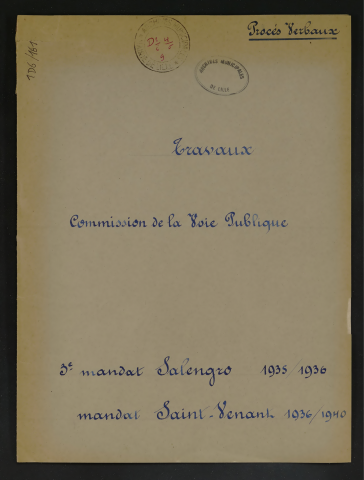 Procés Verbaux
1D6/181
Travaux
Commission de la Voie Publique
3e mandat Salengro 1935/1936
mandat Saint-Venant 1936/1940